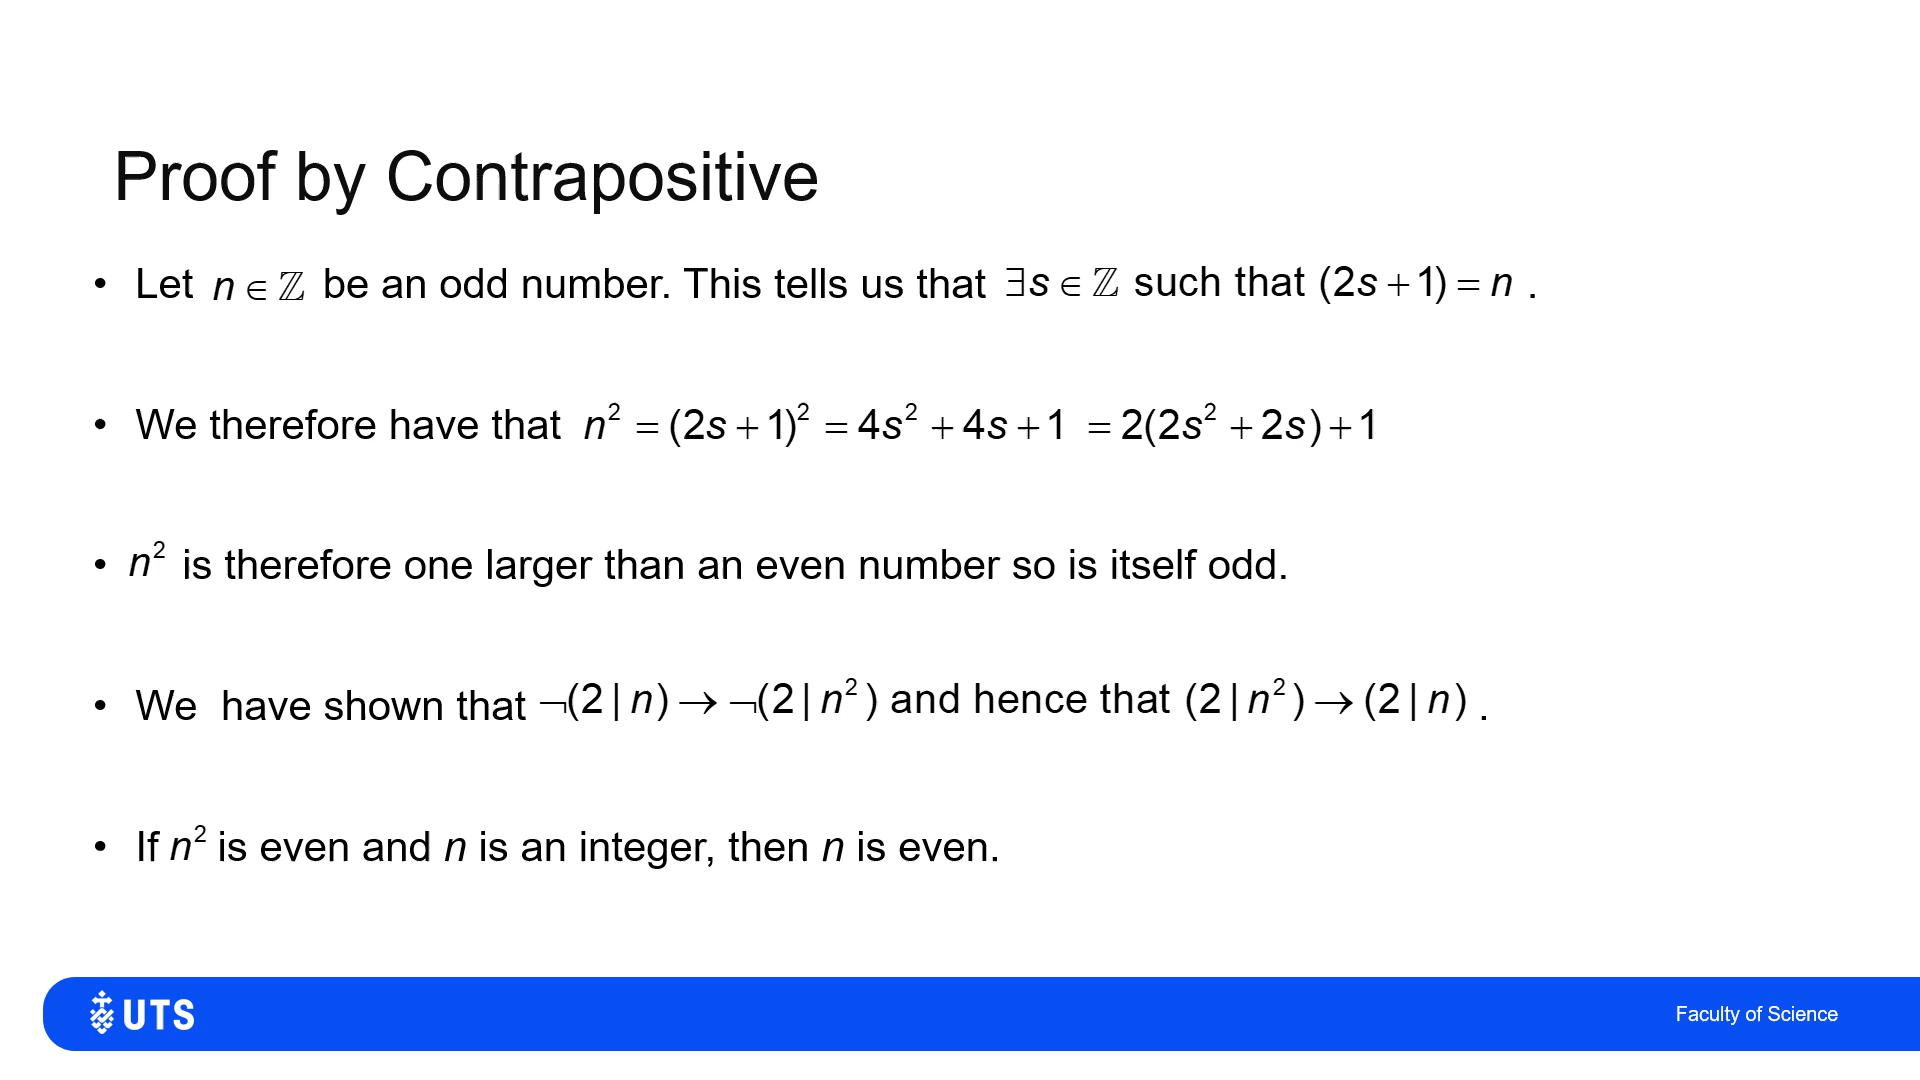 Proof by Contrapositive
• Let n ∈ ℤ be an odd number. This tells us that ∃s ∈ ℤ such that (2s + 1) = n .
• We therefore have that n² = (2s + 1)² = 4s² + 4s + 1 = 2(2s² + 2s) + 1
• n² is therefore one larger than an even number so is itself odd.
• We have shown that ¬(2 | n) → ¬(2 | n²) and hence that (2 | n²) → (2 | n) .
• If n² is even and n is an integer, then n is even.
UTS
Faculty of Science